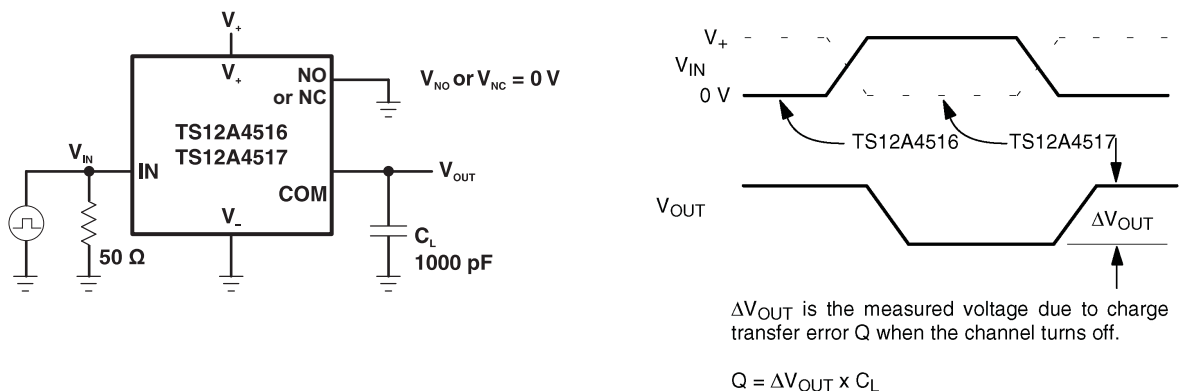 V+
V+
NO
or NC
VNO or VNC = 0 V
TS12A4516
TS12A4517
VIN
IN
VOUT
COM
V–
50 Ω
CL
1000 pF
V+
VIN
0 V
TS12A4516
TS12A4517
VOUT
ΔVOUT
ΔVOUT is the measured voltage due to charge
transfer error Q when the channel turns off.
Q = ΔVOUT x CL